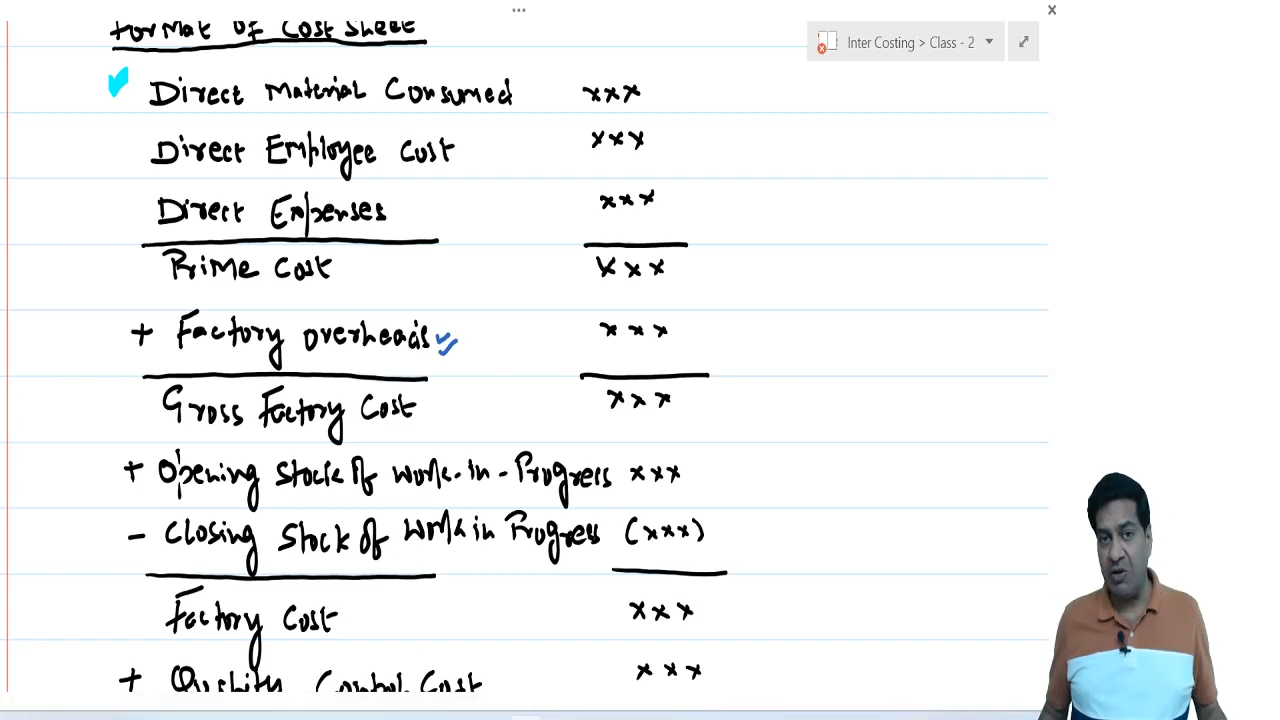 ...
×
Format of Cost Sheet
Inter Costing > Class - 2
Direct Material Consumed xxx
Direct Employee Cost xxx
Direct Expenses xxx
Prime Cost xxx
+ Factory overheads xxx
Gross Factory Cost xxx
+ Opening Stock of Work-in-Progress xxx
- Closing Stock of Work in Progress (xxx)
Factory Cost xxx
+ Quality Control Cost xxx